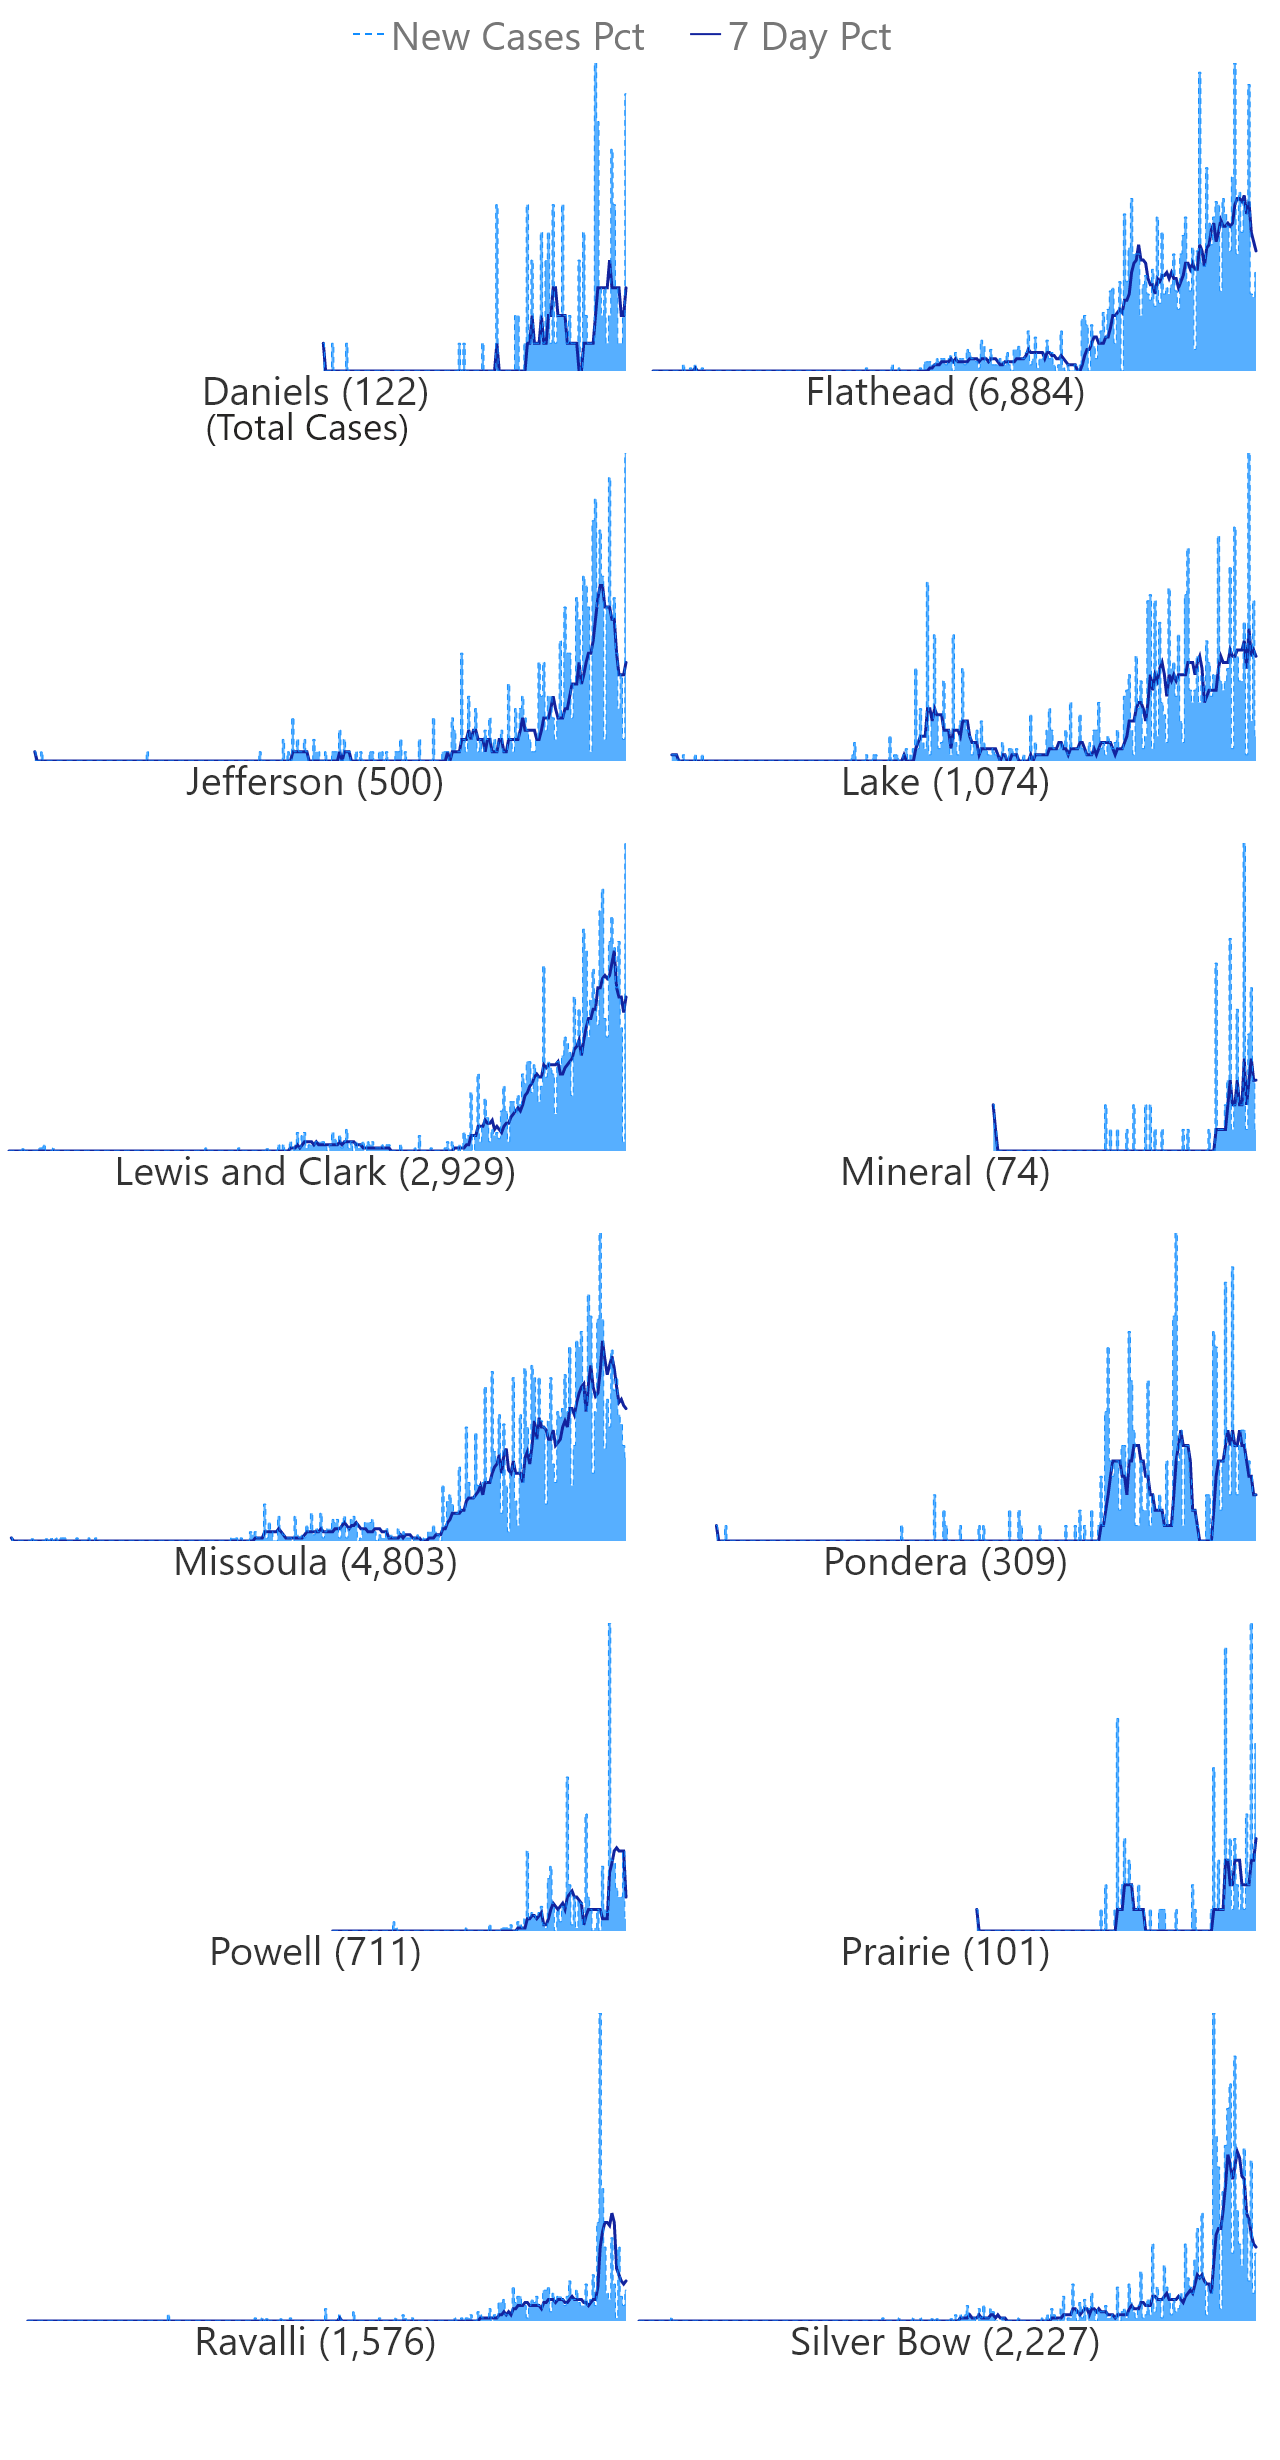 New Cases Pct 7 Day Pct
Daniels (122) Flathead (6,884)
(Total Cases)
Jefferson (500) Lake (1,074)
Lewis and Clark (2,929) Mineral (74)
Missoula (4,803) Pondera (309)
Powell (711) Prairie (101)
Ravalli (1,576) Silver Bow (2,227)